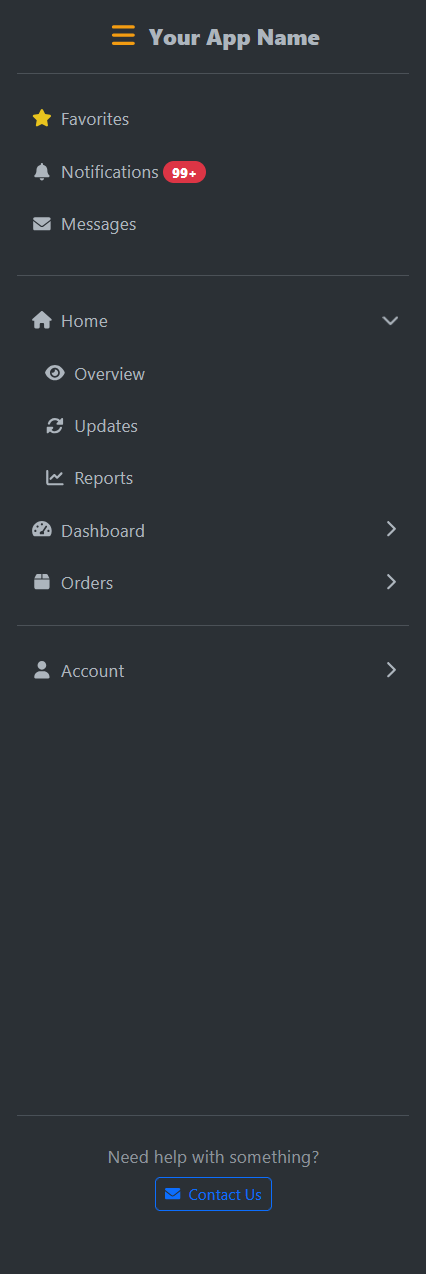 Your App Name
Favorites
Notifications 99+
Messages
Home
Overview
Updates
Reports
Dashboard
Orders
Account
Need help with something?
Contact Us